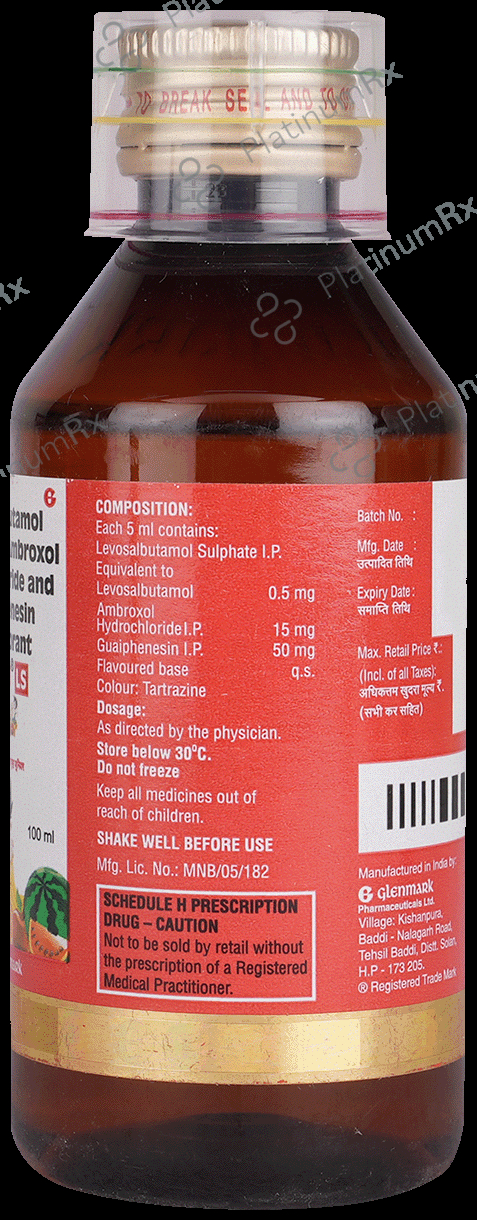 TO BREAK SEAL AND TO
PlatinumRx
PlatinumRx
PlatinumRx
COMPOSITION:
Each 5 ml contains:
Levosalbutamol Sulphate I.P.
Equivalent to
Levosalbutamol 0.5 mg
Ambroxol
Hydrochloride I.P. 15 mg
Guaiphenesin I.P. 50 mg
Flavoured base q.s.
Colour: Tartrazine
Dosage:
As directed by the physician.
Store below 30°C.
Do not freeze
Keep all medicines out of
reach of children.
SHAKE WELL BEFORE USE
Mfg. Lic. No.: MNB/05/182
SCHEDULE H PRESCRIPTION
DRUG – CAUTION
Not to be sold by retail without
the prescription of a Registered
Medical Practitioner.
utamol
mbroxol
ride and
nesin
rant
LS
100 ml
Batch No. :
Mfg. Date :
उत्पादित तिथि
Expiry Date :
समाप्ति तिथि
Max. Retail Price ₹.:
(Incl. of all Taxes):
अधिकतम खुदरा मूल्य ₹.
(सभी कर सहित)
Manufactured in India by:
glenmark
Pharmaceuticals Ltd.
Village: Kishanpura,
Baddi - Nalagarh Road,
Tehsil Baddi, Distt. Solan,
H.P - 173 205.
® Registered Trade Mark